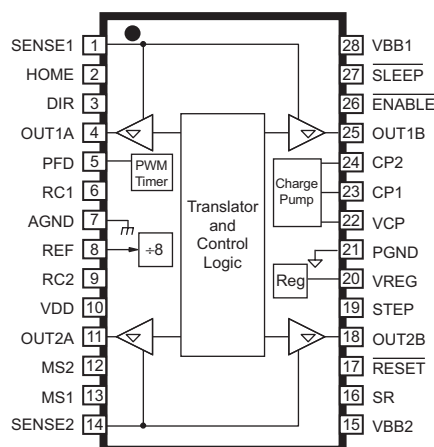 SENSE1 1
HOME 2
DIR 3
OUT1A 4
PFD 5
RC1 6
AGND 7
REF 8
RC2 9
VDD 10
OUT2A 11
MS2 12
MS1 13
SENSE2 14
PWM
Timer
÷8
Translator
and
Control
Logic
Charge
Pump
Reg
28 VBB1
27 SLEEP
26 ENABLE
25 OUT1B
24 CP2
23 CP1
22 VCP
21 PGND
20 VREG
19 STEP
18 OUT2B
17 RESET
16 SR
15 VBB2